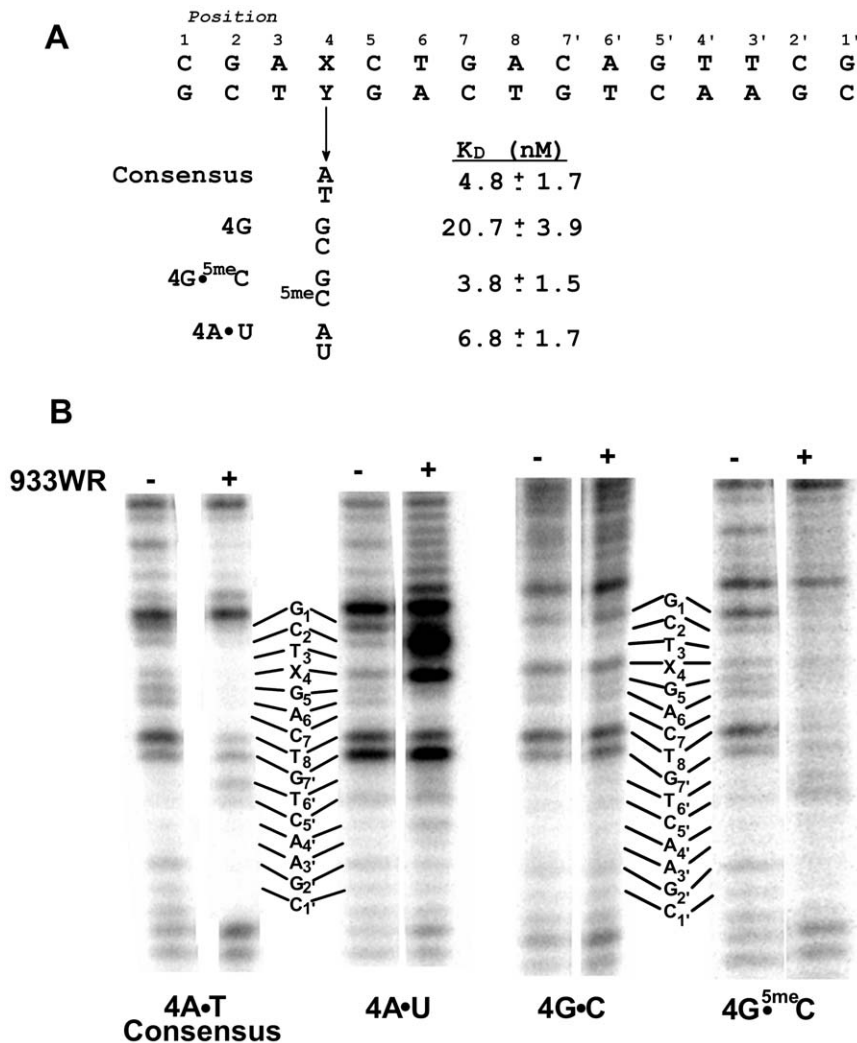 Position
A
1 2 3 4 5 6 7 8 7' 6' 5' 4' 3' 2' 1'
C G A X C T G A C A G T T C G
G C T Y G A C T G T C A A G C
KD (nM)
Consensus A T 4.8 ± 1.7
4G G C 20.7 ± 3.9
4G•5meC G 5meC 3.8 ± 1.5
4A•U A U 6.8 ± 1.7
B
933WR - + - + - + - +
G1 G1
C2 C2
T3 T3
X4 X4
G5 G5
A6 A6
C7 C7
T8 T8
G7' G7'
T6' T6'
C5' C5'
A4' A4'
A3' A3'
G2' G2'
C1' C1'
4A•T 4A•U 4G•C 4G•5meC
Consensus